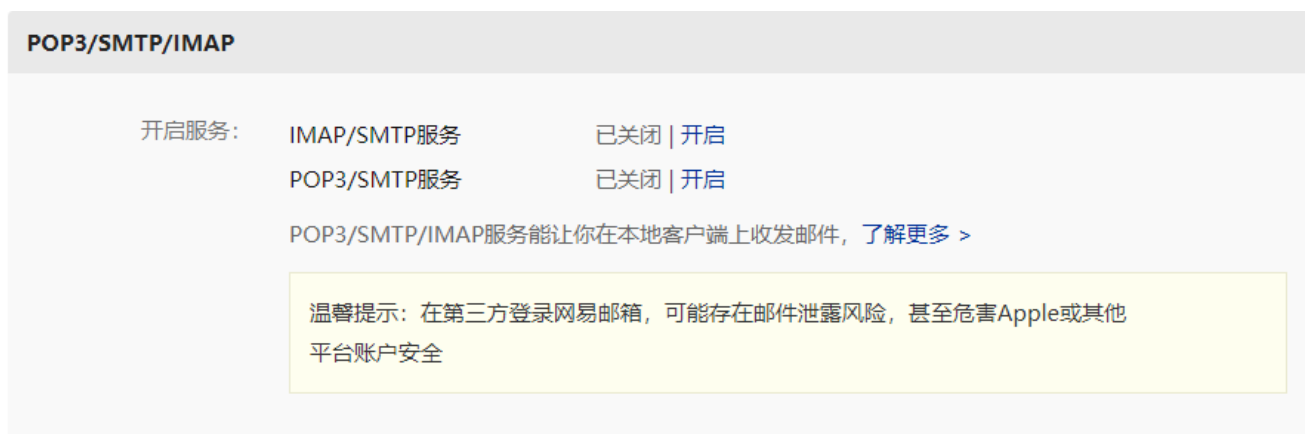 POP3/SMTP/IMAP
开启服务： IMAP/SMTP服务 已关闭 | 开启
POP3/SMTP服务 已关闭 | 开启
POP3/SMTP/IMAP服务能让你在本地客户端上收发邮件，了解更多 >
温馨提示：在第三方登录网易邮箱，可能存在邮件泄露风险，甚至危害Apple或其他
平台账户安全